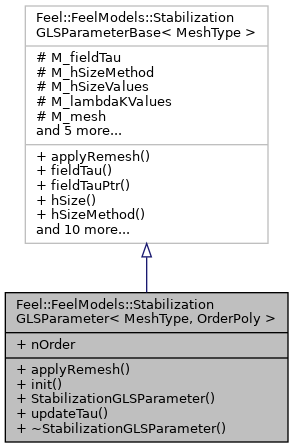 Feel::FeelModels::Stabilization
GLSParameterBase< MeshType >
# M_fieldTau
# M_hSizeMethod
# M_hSizeValues
# M_lambdaKValues
# M_mesh
and 5 more...
+ applyRemesh()
+ fieldTau()
+ fieldTauPtr()
+ hSize()
+ hSizeMethod()
and 10 more...
Feel::FeelModels::Stabilization
GLSParameter< MeshType, OrderPoly >
+ nOrder
+ applyRemesh()
+ init()
+ StabilizationGLSParameter()
+ updateTau()
+ ~StabilizationGLSParameter()